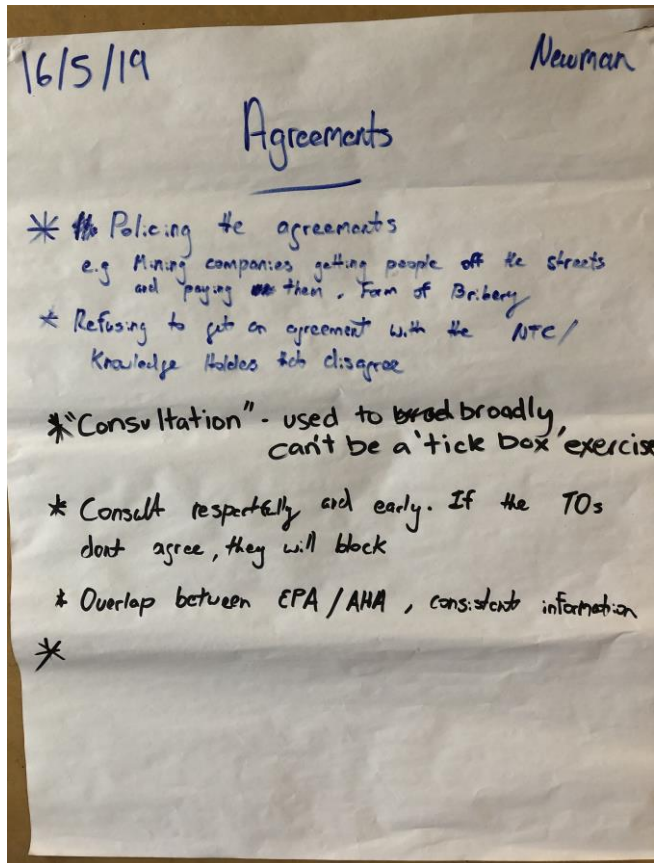 16/5/19
Newman
Agreements
* Policing the agreements
e.g Mining companies getting people off the streets
and paying them. Form of Bribery
* Refusing to get an agreement with the NTC/
Knowledge Holders disagree
*"Consultation" - used to broadly,
can't be a 'tick box' exercise
* Consult respectfully and early. If the TOs
dont agree, they will block
* Overlap between EPA/AHA, consistent information
*